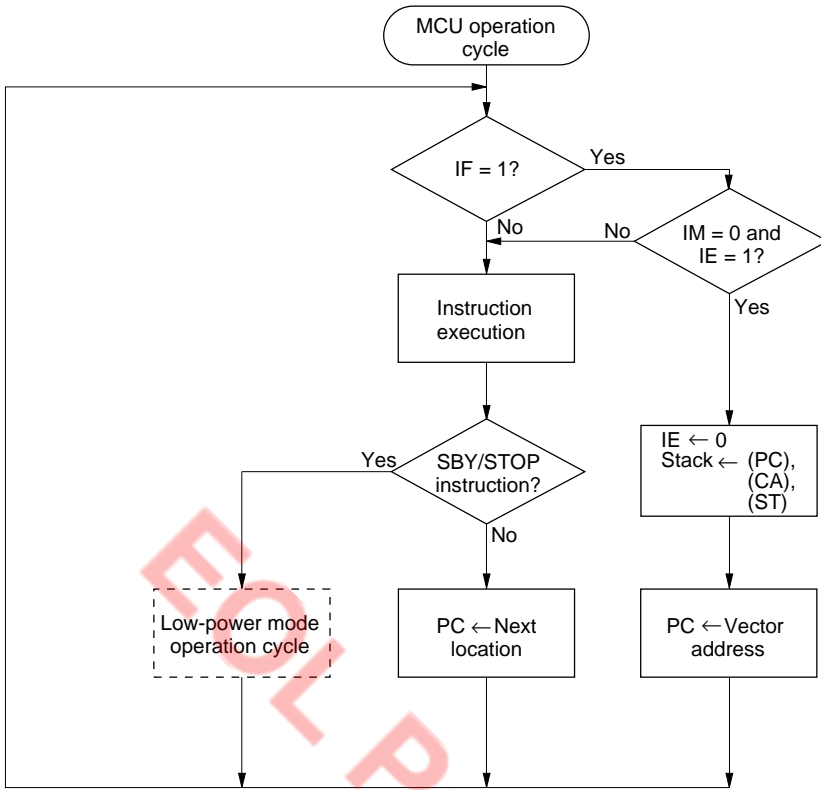 MCU operation
cycle
IF = 1?
Yes
No
No
IM = 0 and
IE = 1?
Yes
Instruction
execution
IE ← 0
Stack ← (PC),
(CA),
(ST)
Yes
SBY/STOP
instruction?
No
Low-power mode
operation cycle
PC ←Next
location
PC ←Vector
address
EOL P